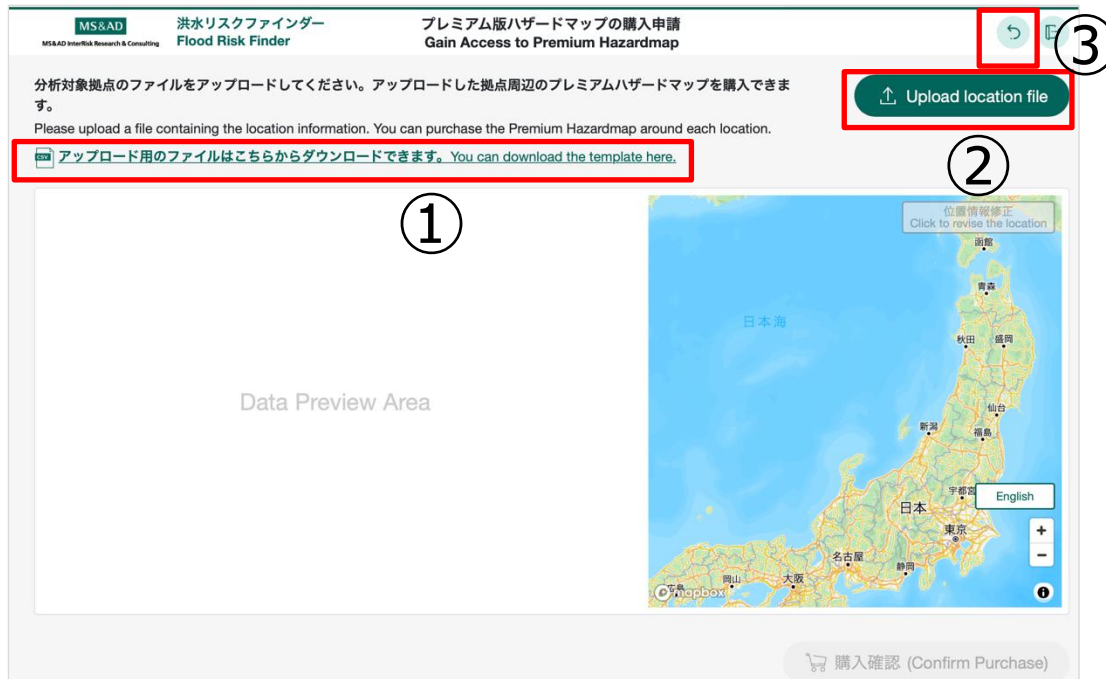 MS&AD
MS&AD InterRisk Research & Consulting
洪水リスクファインダー
Flood Risk Finder
プレミアム版ハザードマップの購入申請
Gain Access to Premium Hazardmap
③
分析対象拠点のファイルをアップロードしてください。アップロードした拠点周辺のプレミアムハザードマップを購入できま
す。
Please upload a file containing the location information. You can purchase the Premium Hazardmap around each location.
Upload location file
CSV アップロード用のファイルはこちらからダウンロードできます。You can download the template here.
②
①
位置情報修正
Click to revise the location
函館
青森
日本海
秋田
盛岡
Data Preview Area
仙台
新潟
福島
宇都宮
English
日本
東京
+
名古屋
−
静岡
岡山
大阪
広島
mapbox
購入確認 (Confirm Purchase)